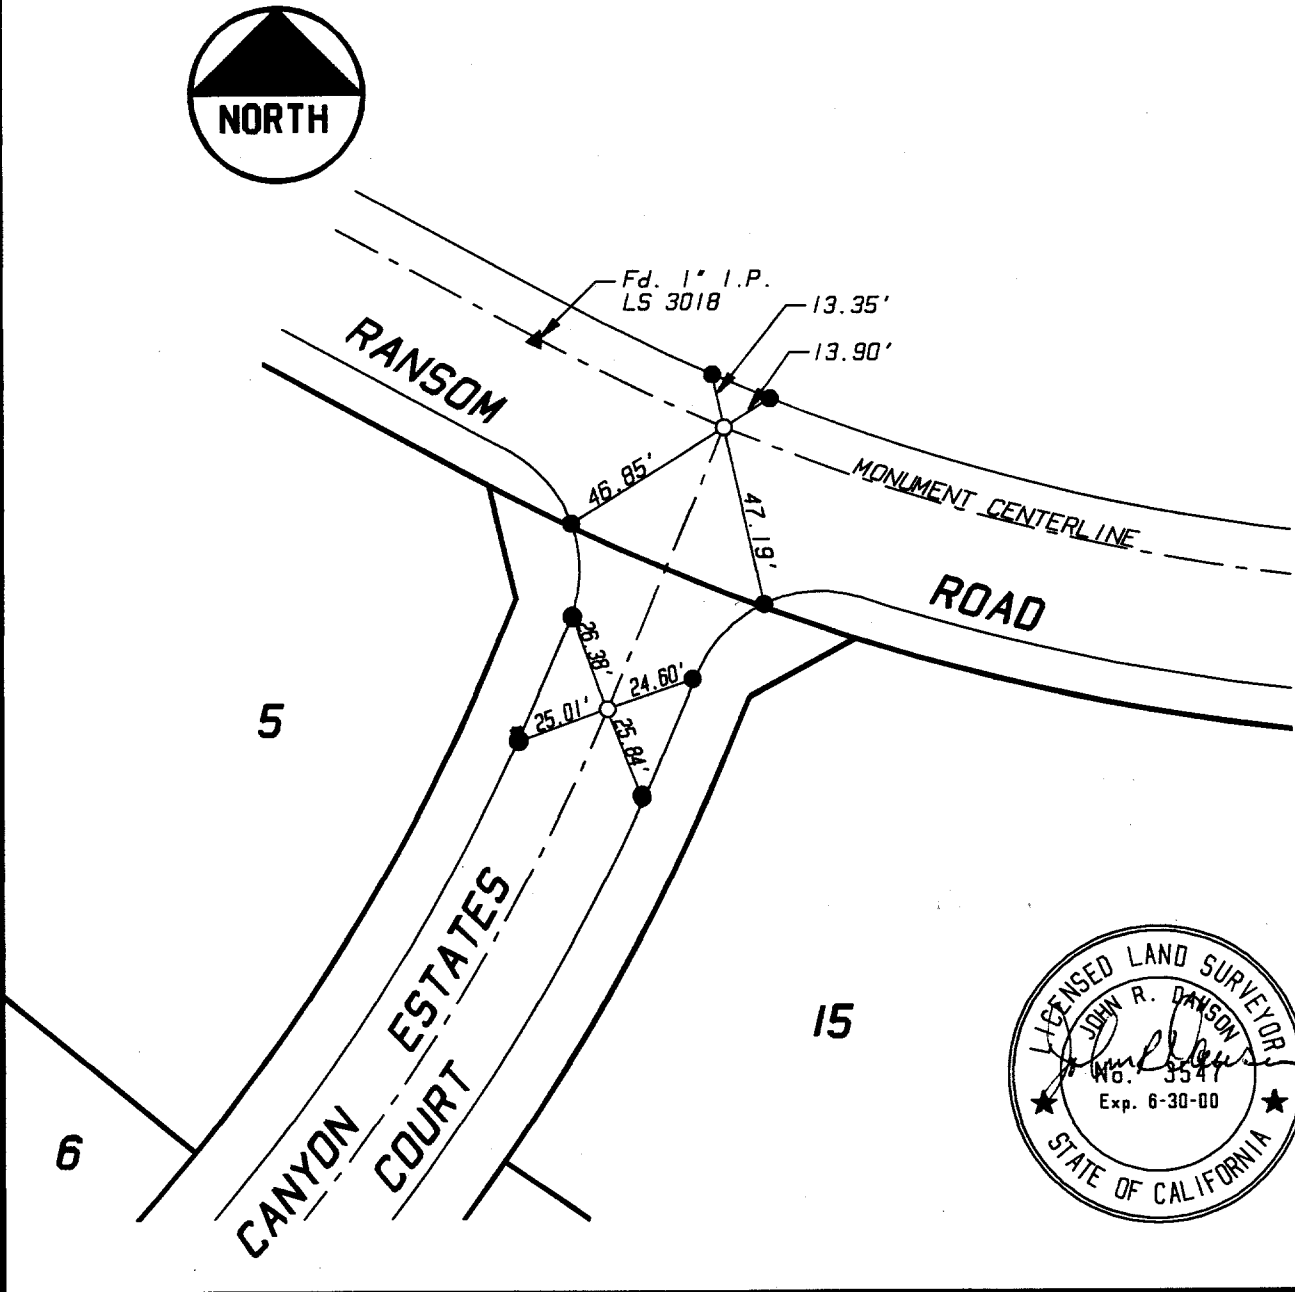 NORTH
Fd. 1" I.P.
LS 3018
13.35'
13.90'
RANSOM
46.85'
47.19'
MONUMENT CENTERLINE
ROAD
26.38'
24.60'
25.01'
25.84'
5
15
6
CANYON ESTATES
COURT
LICENSED LAND SURVEYOR
JOHN R. DAWSON
No. 3547
Exp. 6-30-00
STATE OF CALIFORNIA